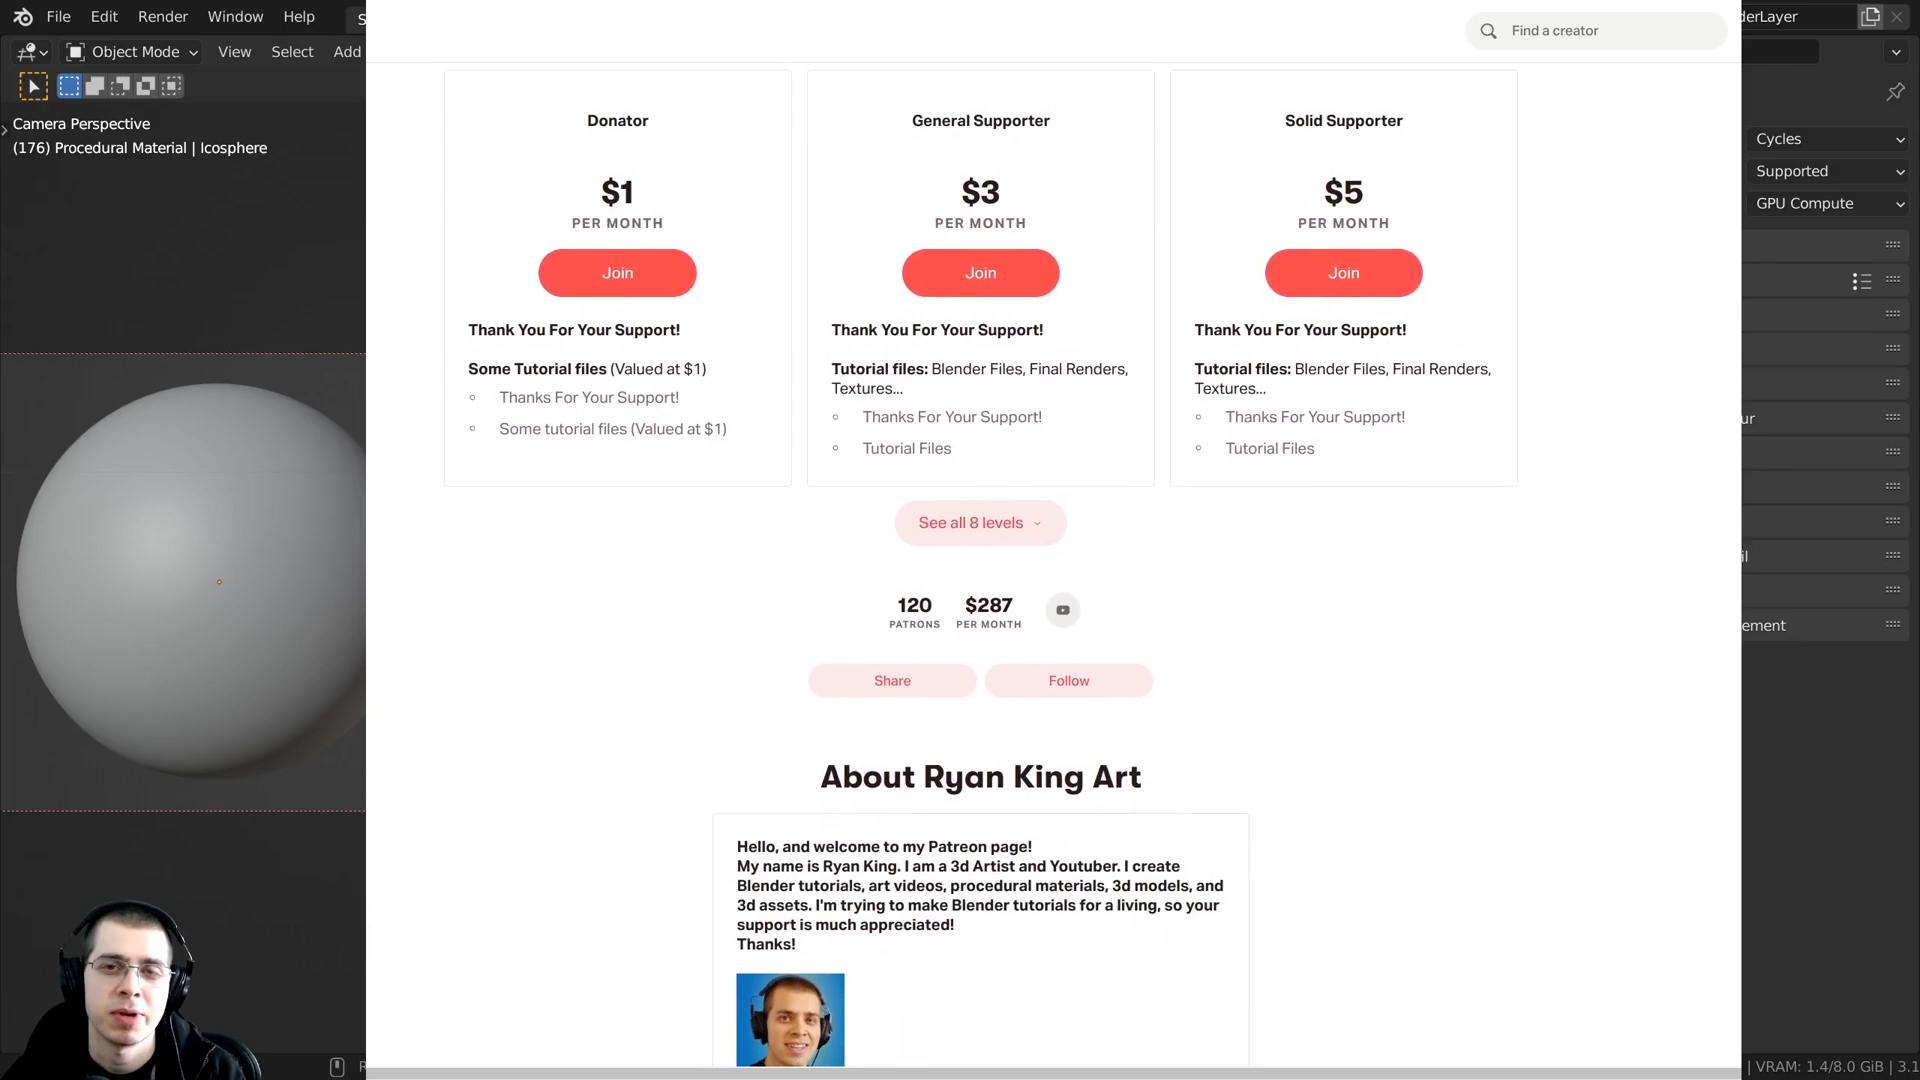 File Edit Render Window Help
Object Mode View Select Add
Camera Perspective
(176) Procedural Material | Icosphere
Find a creator
Donator
$1
PER MONTH
Join
Thank You For Your Support!
Some Tutorial files (Valued at $1)
Thanks For Your Support!
Some tutorial files (Valued at $1)
General Supporter
$3
PER MONTH
Join
Thank You For Your Support!
Tutorial files: Blender Files, Final Renders,
Textures...
Thanks For Your Support!
Tutorial Files
Solid Supporter
$5
PER MONTH
Join
Thank You For Your Support!
Tutorial files: Blender Files, Final Renders,
Textures...
Thanks For Your Support!
Tutorial Files
See all 8 levels
120
PATRONS
$287
PER MONTH
Share
Follow
About Ryan King Art
Hello, and welcome to my Patreon page!
My name is Ryan King. I am a 3d Artist and Youtuber. I create
Blender tutorials, art videos, procedural materials, 3d models, and
3d assets. I'm trying to make Blender tutorials for a living, so your
support is much appreciated!
Thanks!
derLayer
Cycles
Supported
GPU Compute
ur
il
ement
| VRAM: 1.4/8.0 GiB | 3.1